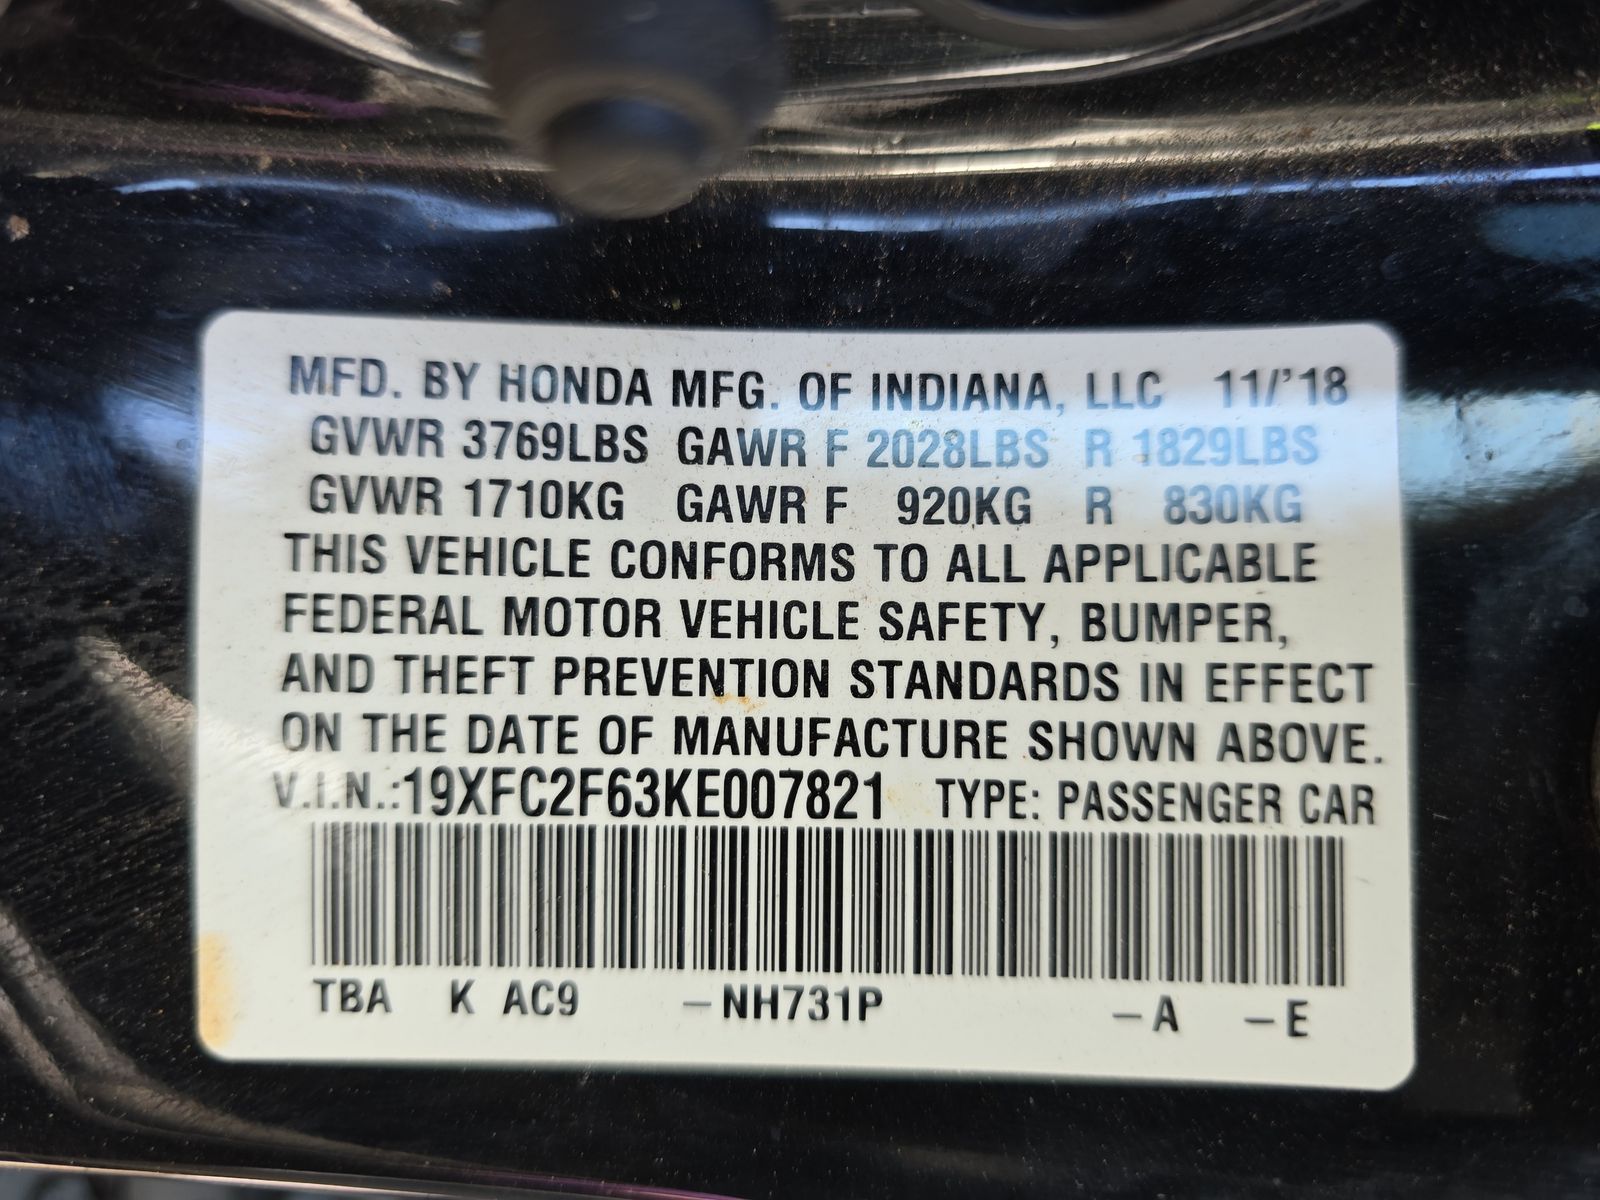 MFD. BY HONDA MFG. OF INDIANA, LLC 11/'18
GVWR 3769LBS GAWR F 2028LBS R 1829LBS
GVWR 1710KG GAWR F 920KG R 830KG
THIS VEHICLE CONFORMS TO ALL APPLICABLE
FEDERAL MOTOR VEHICLE SAFETY, BUMPER,
AND THEFT PREVENTION STANDARDS IN EFFECT
ON THE DATE OF MANUFACTURE SHOWN ABOVE.
V.I.N.:19XFC2F63KE007821 TYPE: PASSENGER CAR
TBA K AC9 –NH731P –A –E